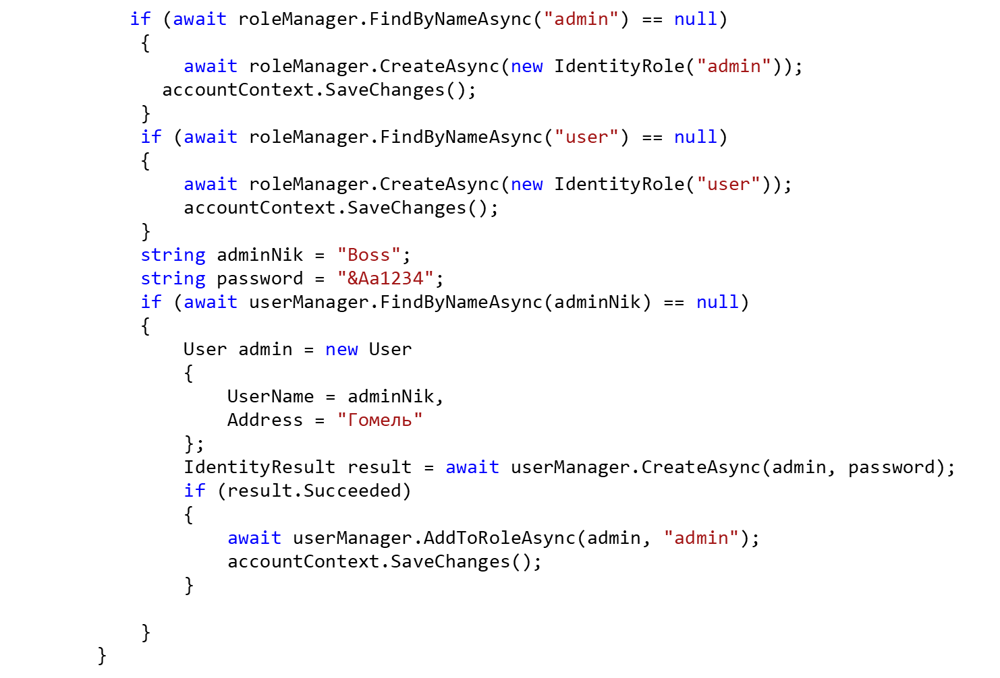 if (await roleManager.FindByNameAsync("admin") == null)
{
await roleManager.CreateAsync(new IdentityRole("admin"));
accountContext.SaveChanges();
}
if (await roleManager.FindByNameAsync("user") == null)
{
await roleManager.CreateAsync(new IdentityRole("user"));
accountContext.SaveChanges();
}
string adminNik = "Boss";
string password = "&Aa1234";
if (await userManager.FindByNameAsync(adminNik) == null)
{
User admin = new User
{
UserName = adminNik,
Address = "Гомель"
};
IdentityResult result = await userManager.CreateAsync(admin, password);
if (result.Succeeded)
{
await userManager.AddToRoleAsync(admin, "admin");
accountContext.SaveChanges();
}
}
}